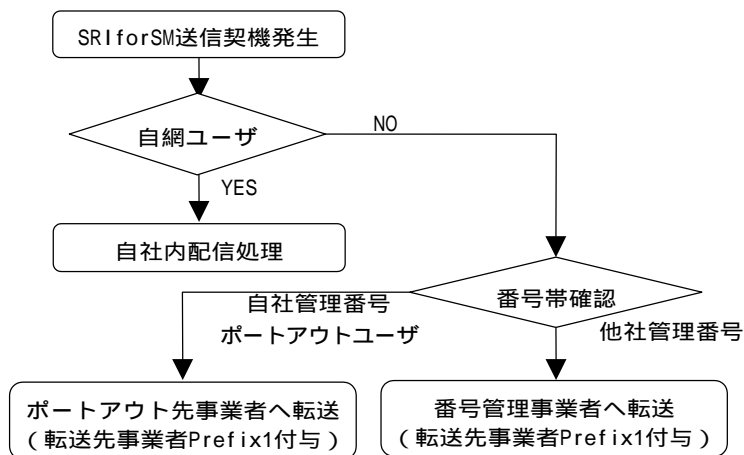 SRIforSM送信契機発生
自網ユーザ
NO
YES
自社内配信処理
番号帯確認
自社管理番号
ポートアウトユーザ
他社管理番号
ポートアウト先事業者へ転送
（転送先事業者Prefix1付与）
番号管理事業者へ転送
（転送先事業者Prefix1付与）